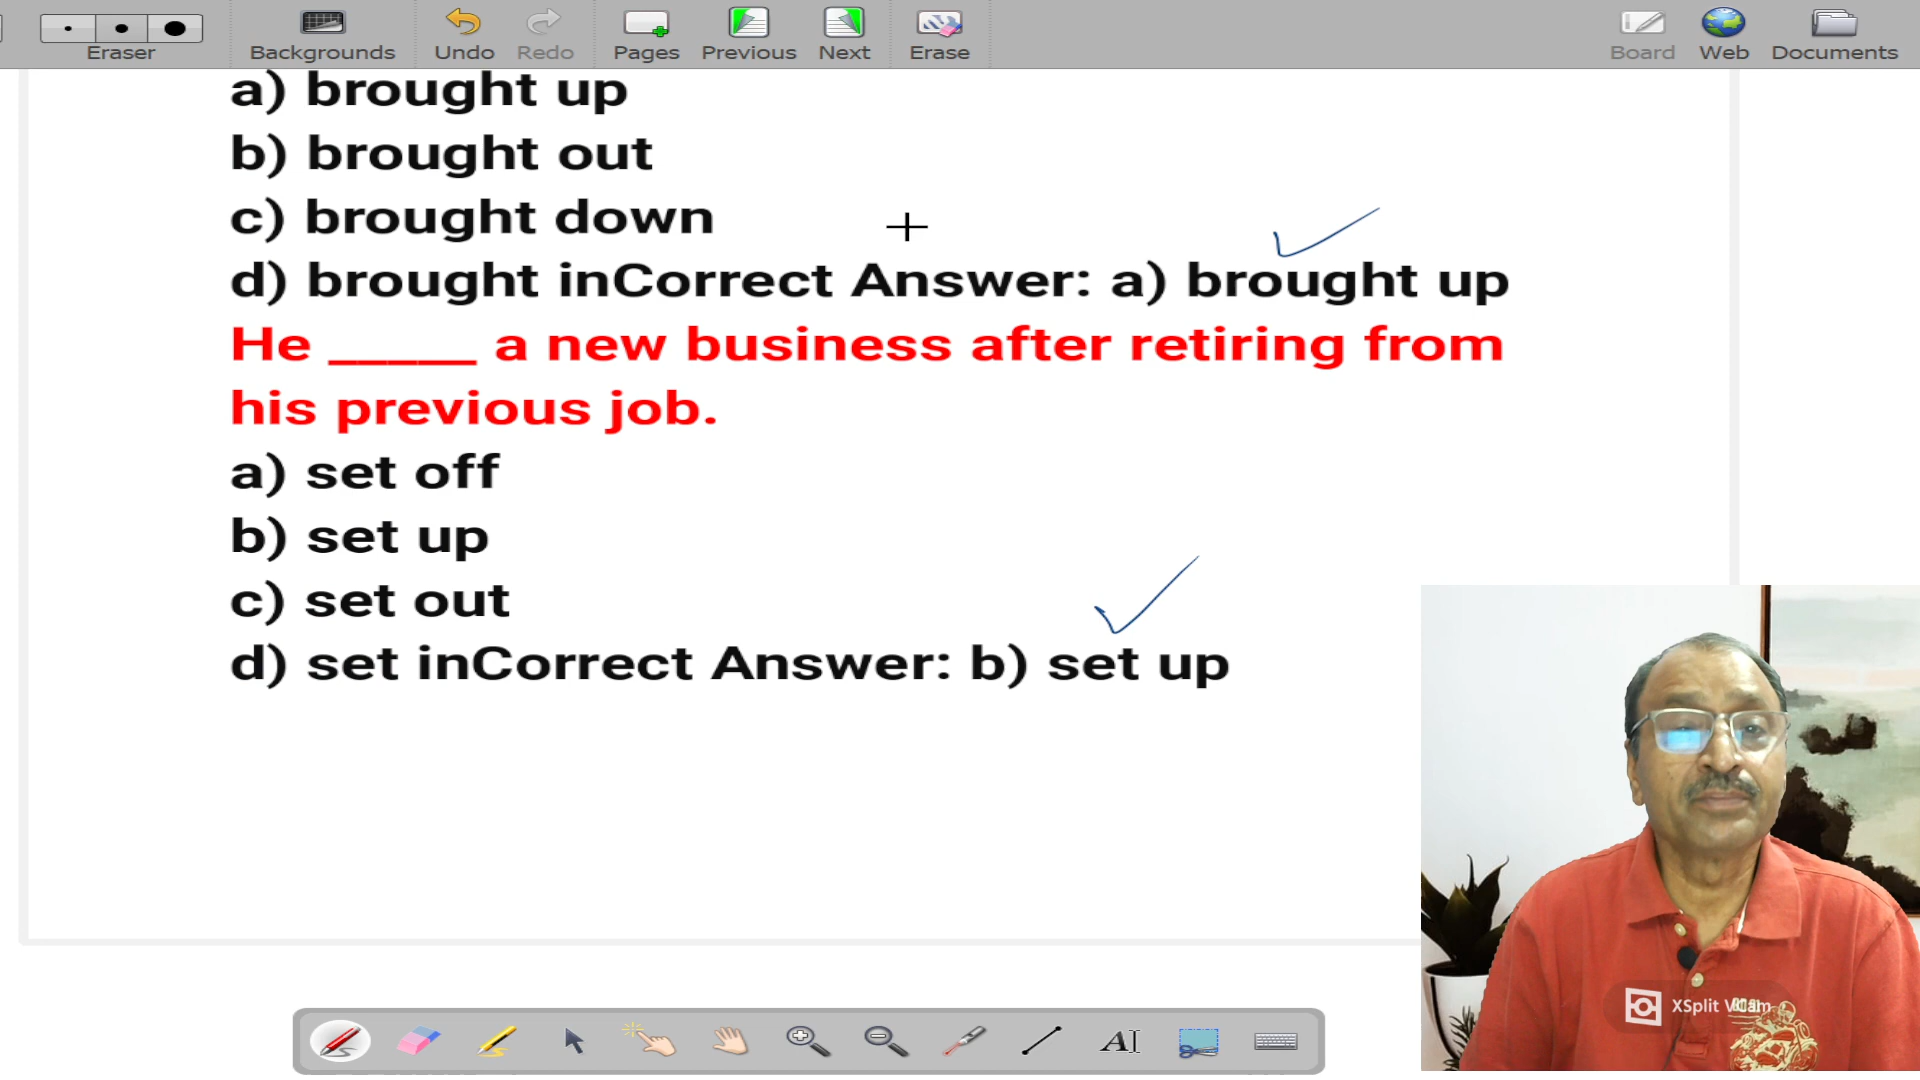 Eraser
Backgrounds
Undo
Redo
Pages
Previous
Next
Erase
Board
Web
Documents
a) brought up
b) brought out
c) brought down
d) brought inCorrect Answer: a) brought up
He _____ a new business after retiring from
his previous job.
a) set off
b) set up
c) set out
d) set inCorrect Answer: b) set up
XSplit VCam
AI